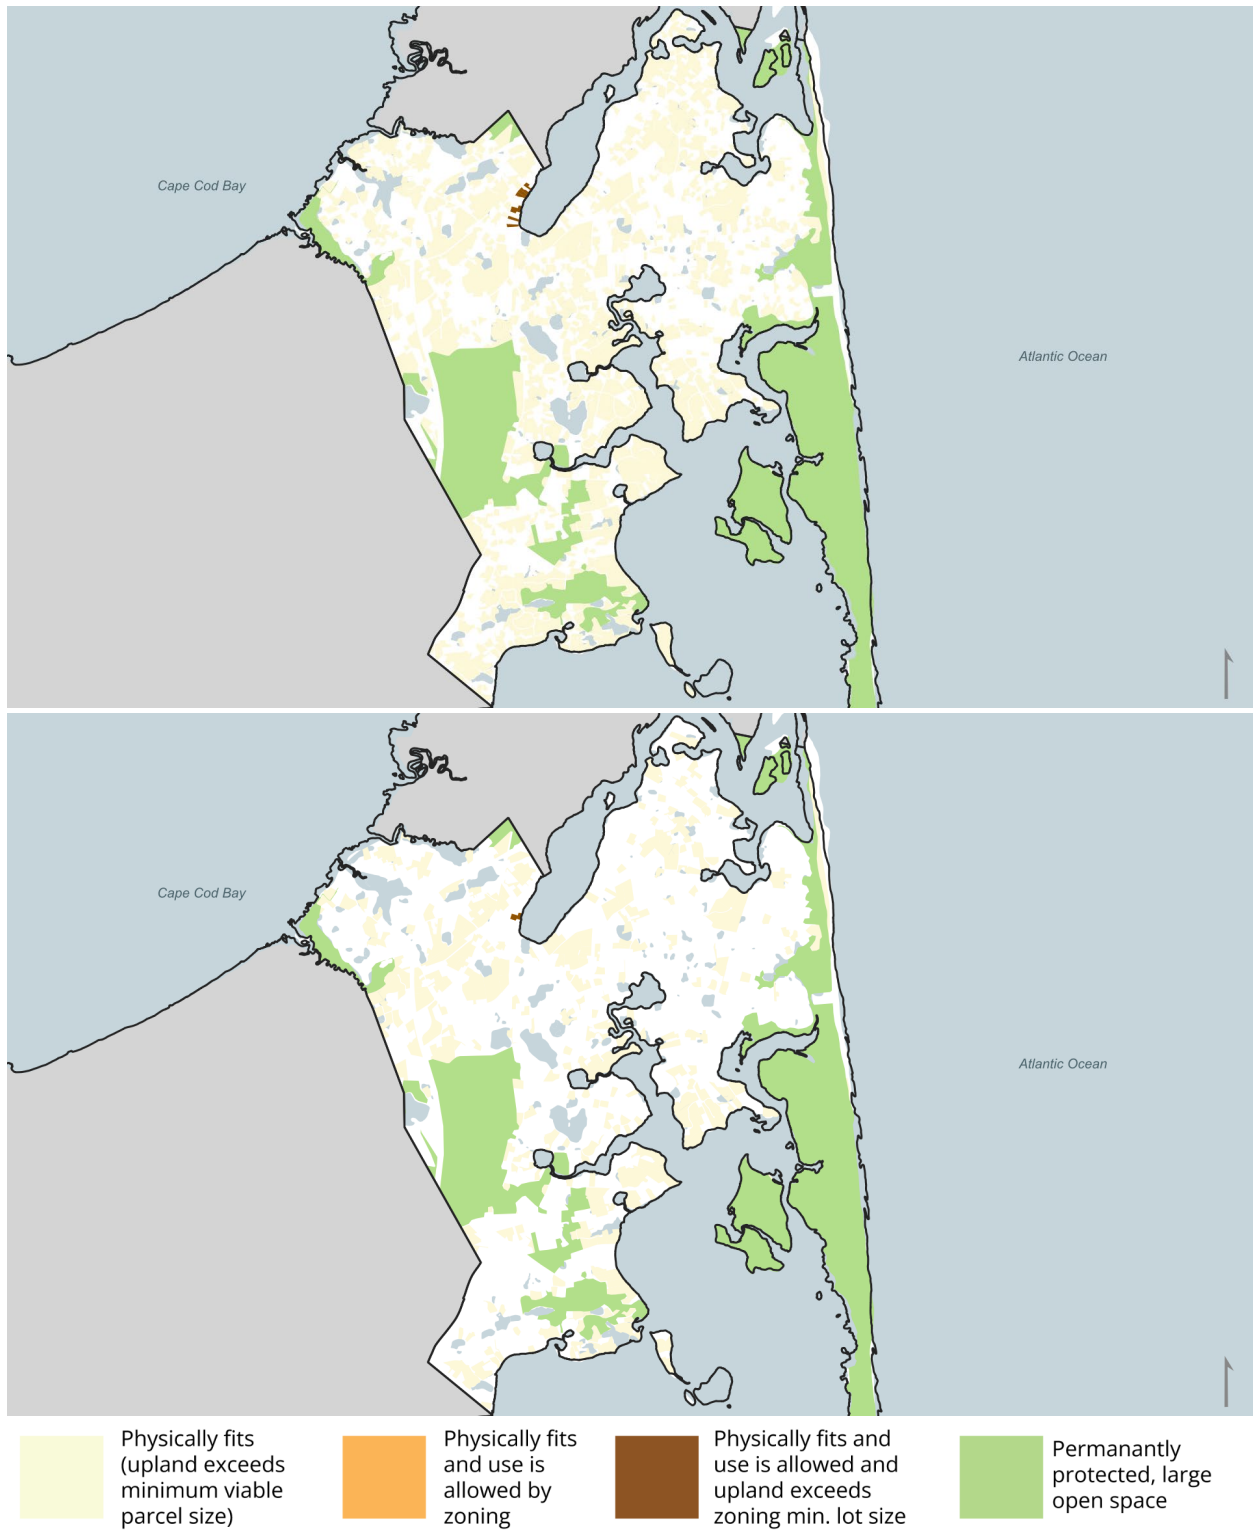 Cape Cod Bay
Atlantic Ocean
Cape Cod Bay
Atlantic Ocean
Physically fits
(upland exceeds
minimum viable
parcel size)
Physically fits
and use is
allowed by
zoning
Physically fits and
use is allowed and
upland exceeds
zoning min. lot size
Permanantly
protected, large
open space